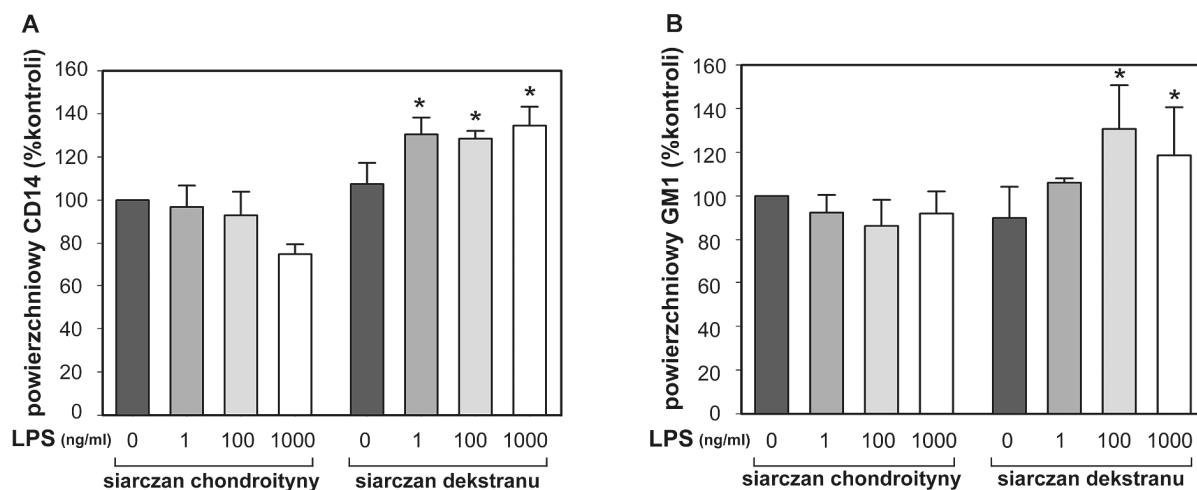 A
powierzchniowy CD14 (%kontroli)
160
140
120
100
80
60
40
20
0
* * *
LPS (ng/ml) 0 1 100 1000 0 1 100 1000
siarczan chondroityny siarczan dekstranu
B
powierzchniowy GM1 (%kontroli)
160
140
120
100
80
60
40
20
0
* *
LPS (ng/ml) 0 1 100 1000 0 1 100 1000
siarczan chondroityny siarczan dekstranu